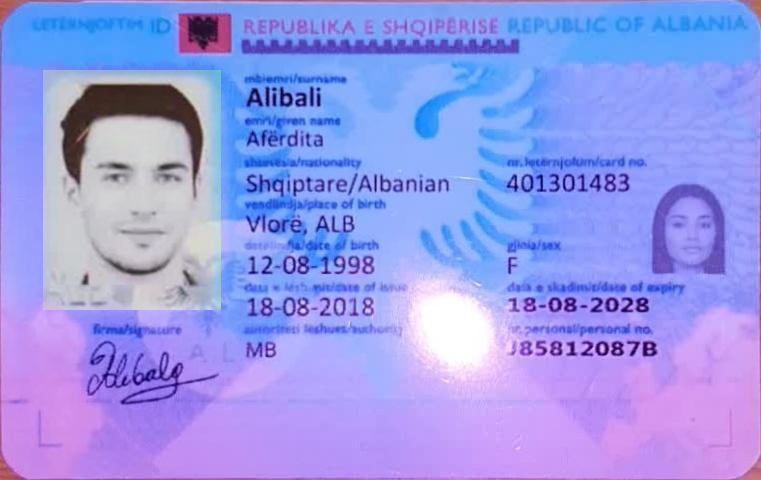 LETËRNJOFTIM ID REPUBLIKA E SHQIPËRISË REPUBLIC OF ALBANIA
mbiemri/surname
Alibali
emri/given name
Afërdita
shtetësia/nationality
nr. letërnjoftim/card no.
Shqiptare/Albanian
401301483
vendlindja/place of birth
Vlorë, ALB
datëlindja/date of birth
gjinia/sex
12-08-1998
F
data e lëshimit/date of issue
data e skadimit/date of expiry
18-08-2018
18-08-2028
firma/signature
autoriteti lëshues/authority
nr. personal/personal no.
MB
J85812087B
Alibali